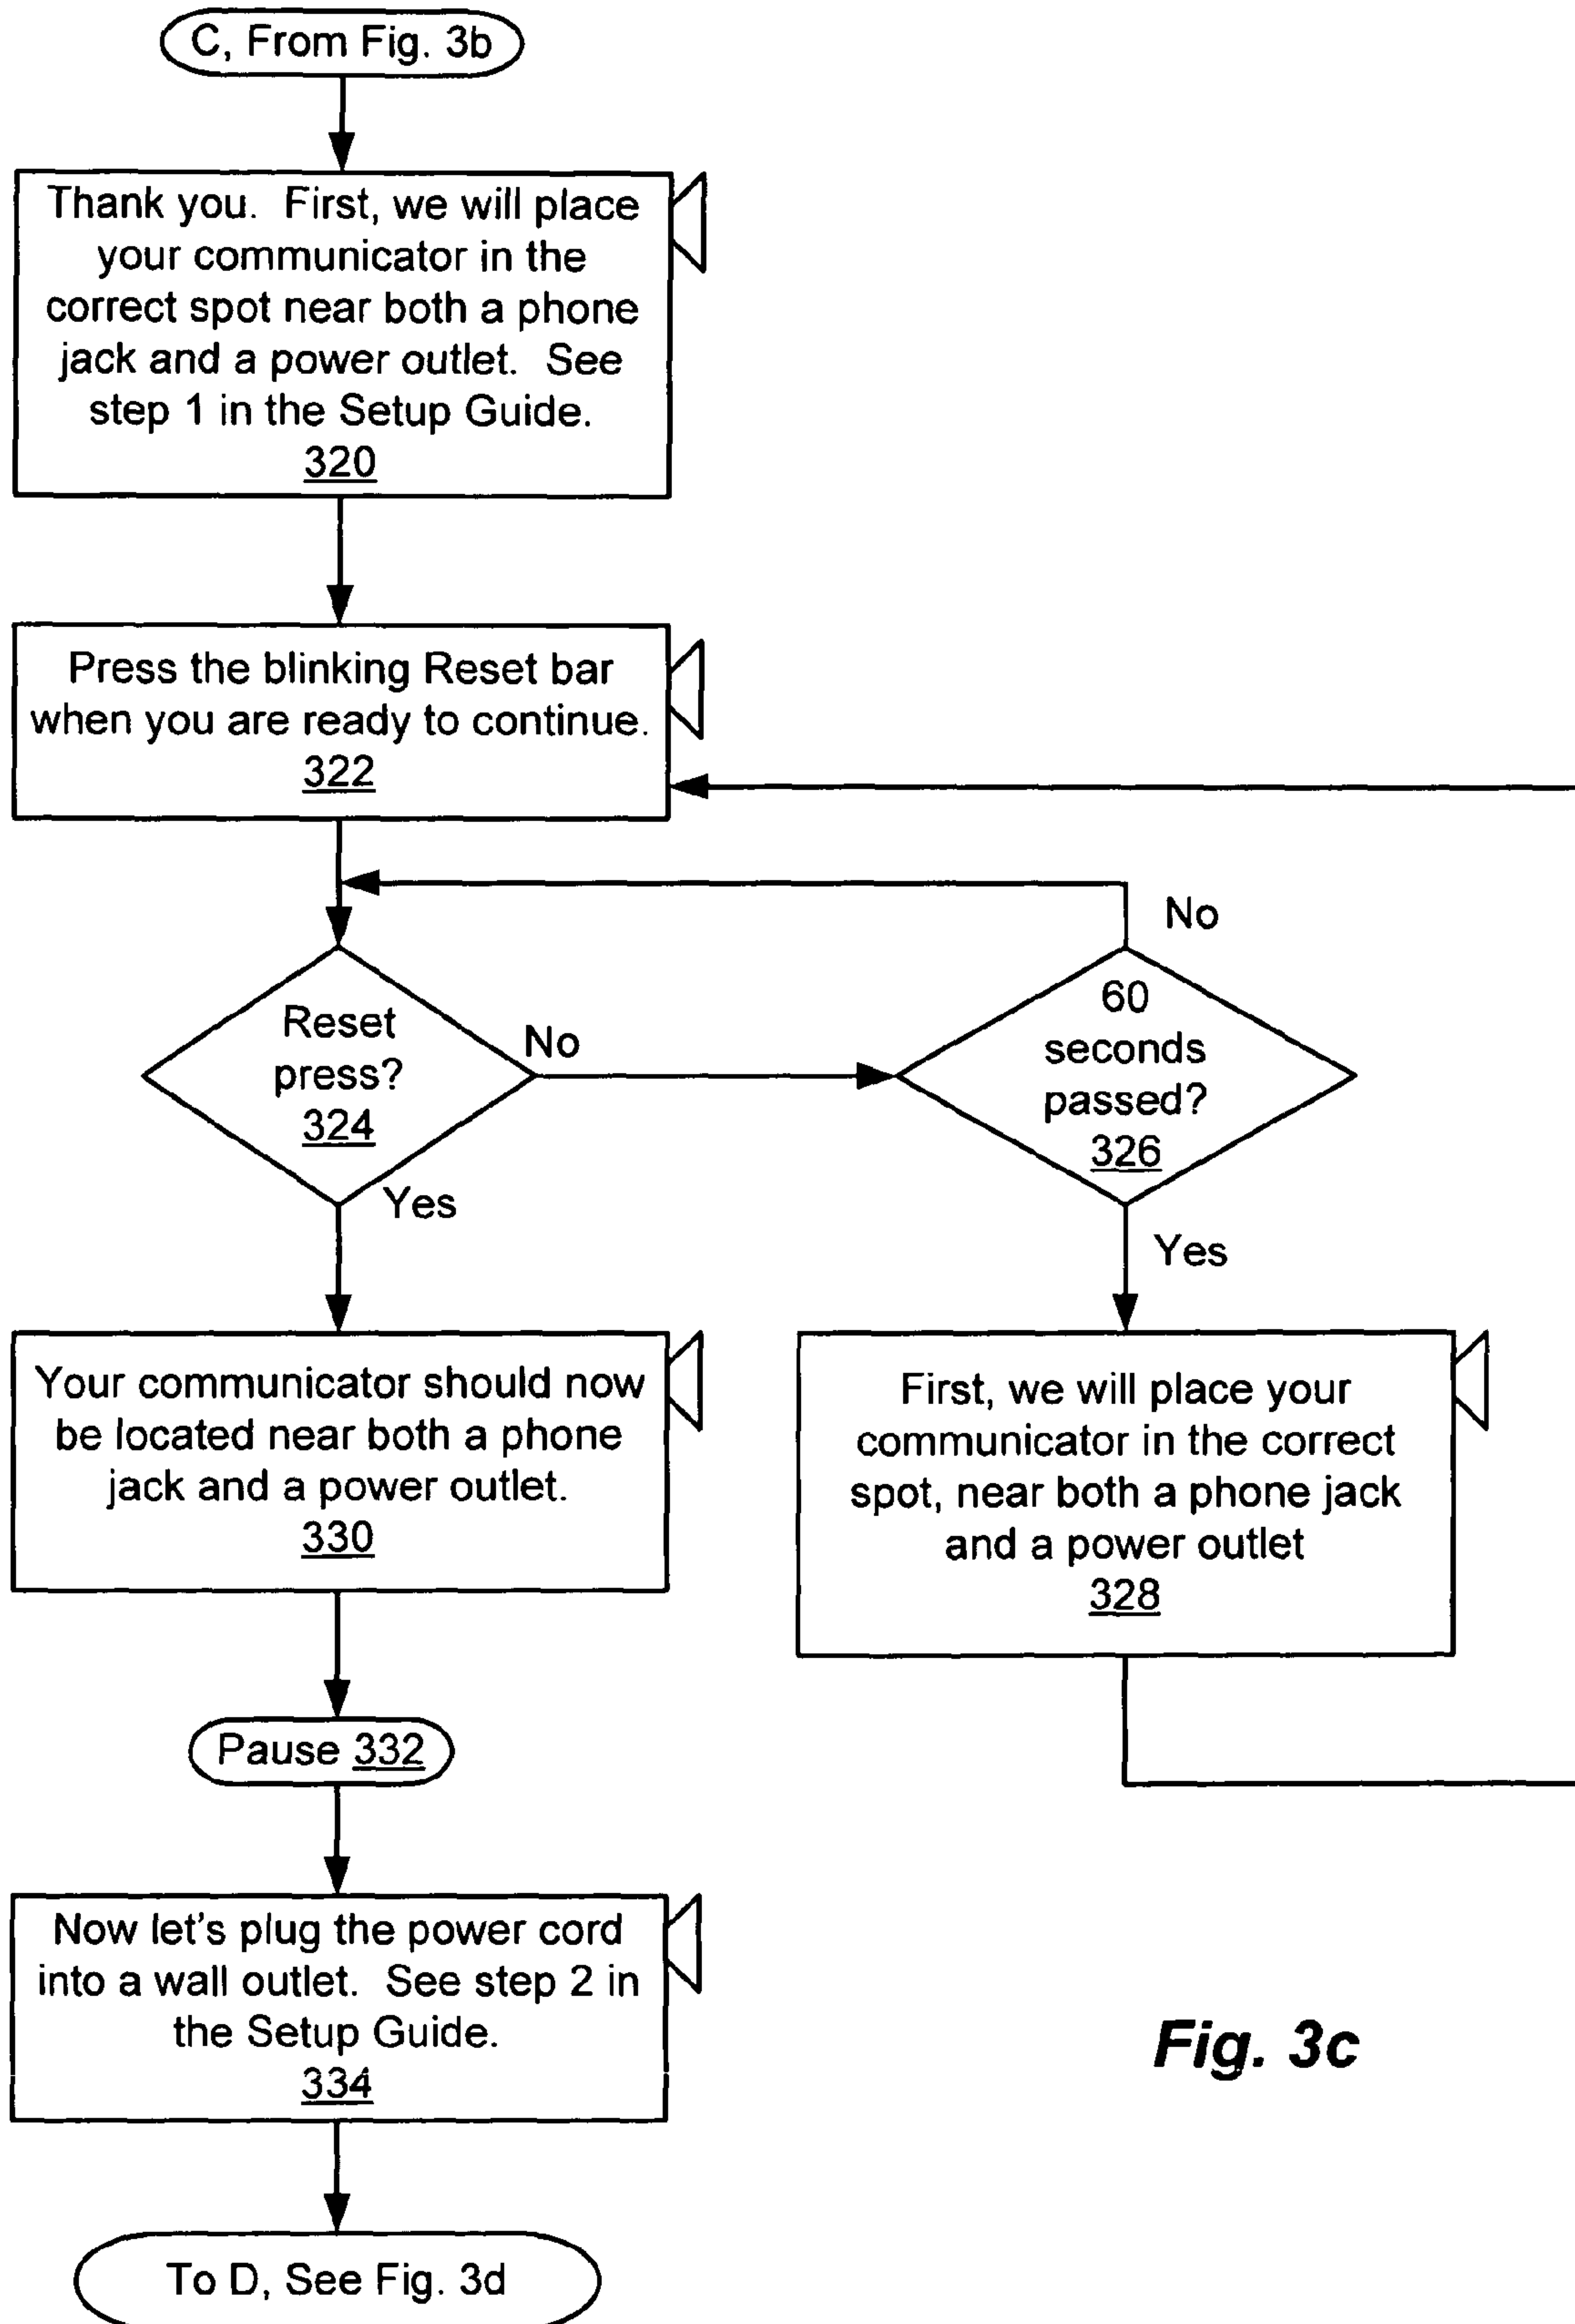 C, From Fig. 3b
Thank you. First, we will place
your communicator in the
correct spot near both a phone
jack and a power outlet. See
step 1 in the Setup Guide.
320
Press the blinking Reset bar
when you are ready to continue.
322
Reset
press?
324
No
Yes
60
seconds
passed?
326
No
Yes
First, we will place your
communicator in the correct
spot, near both a phone jack
and a power outlet
328
Your communicator should now
be located near both a phone
jack and a power outlet.
330
Pause 332
Now let's plug the power cord
into a wall outlet. See step 2 in
the Setup Guide.
334
To D, See Fig. 3d
Fig. 3c